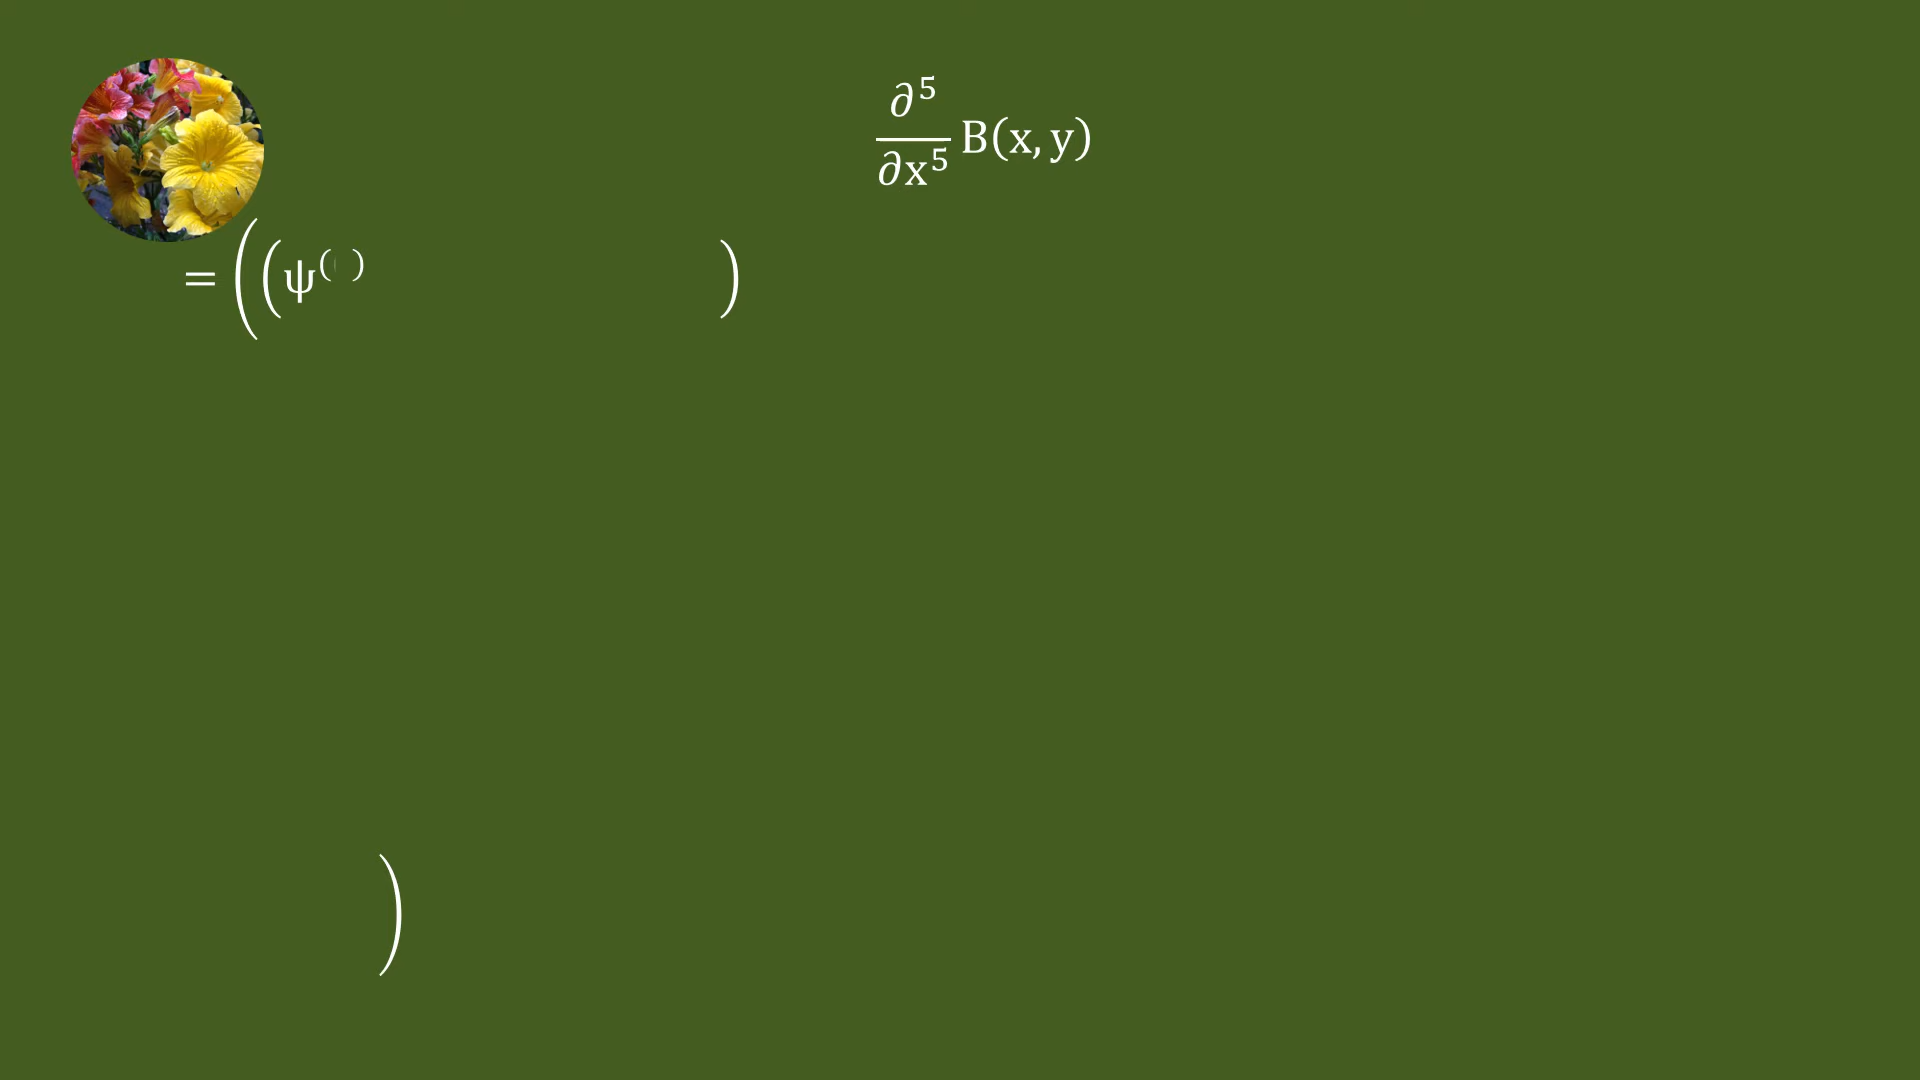 ∂⁵/∂x⁵ B(x, y)
= ((ψ⁽ ⁾ )
)